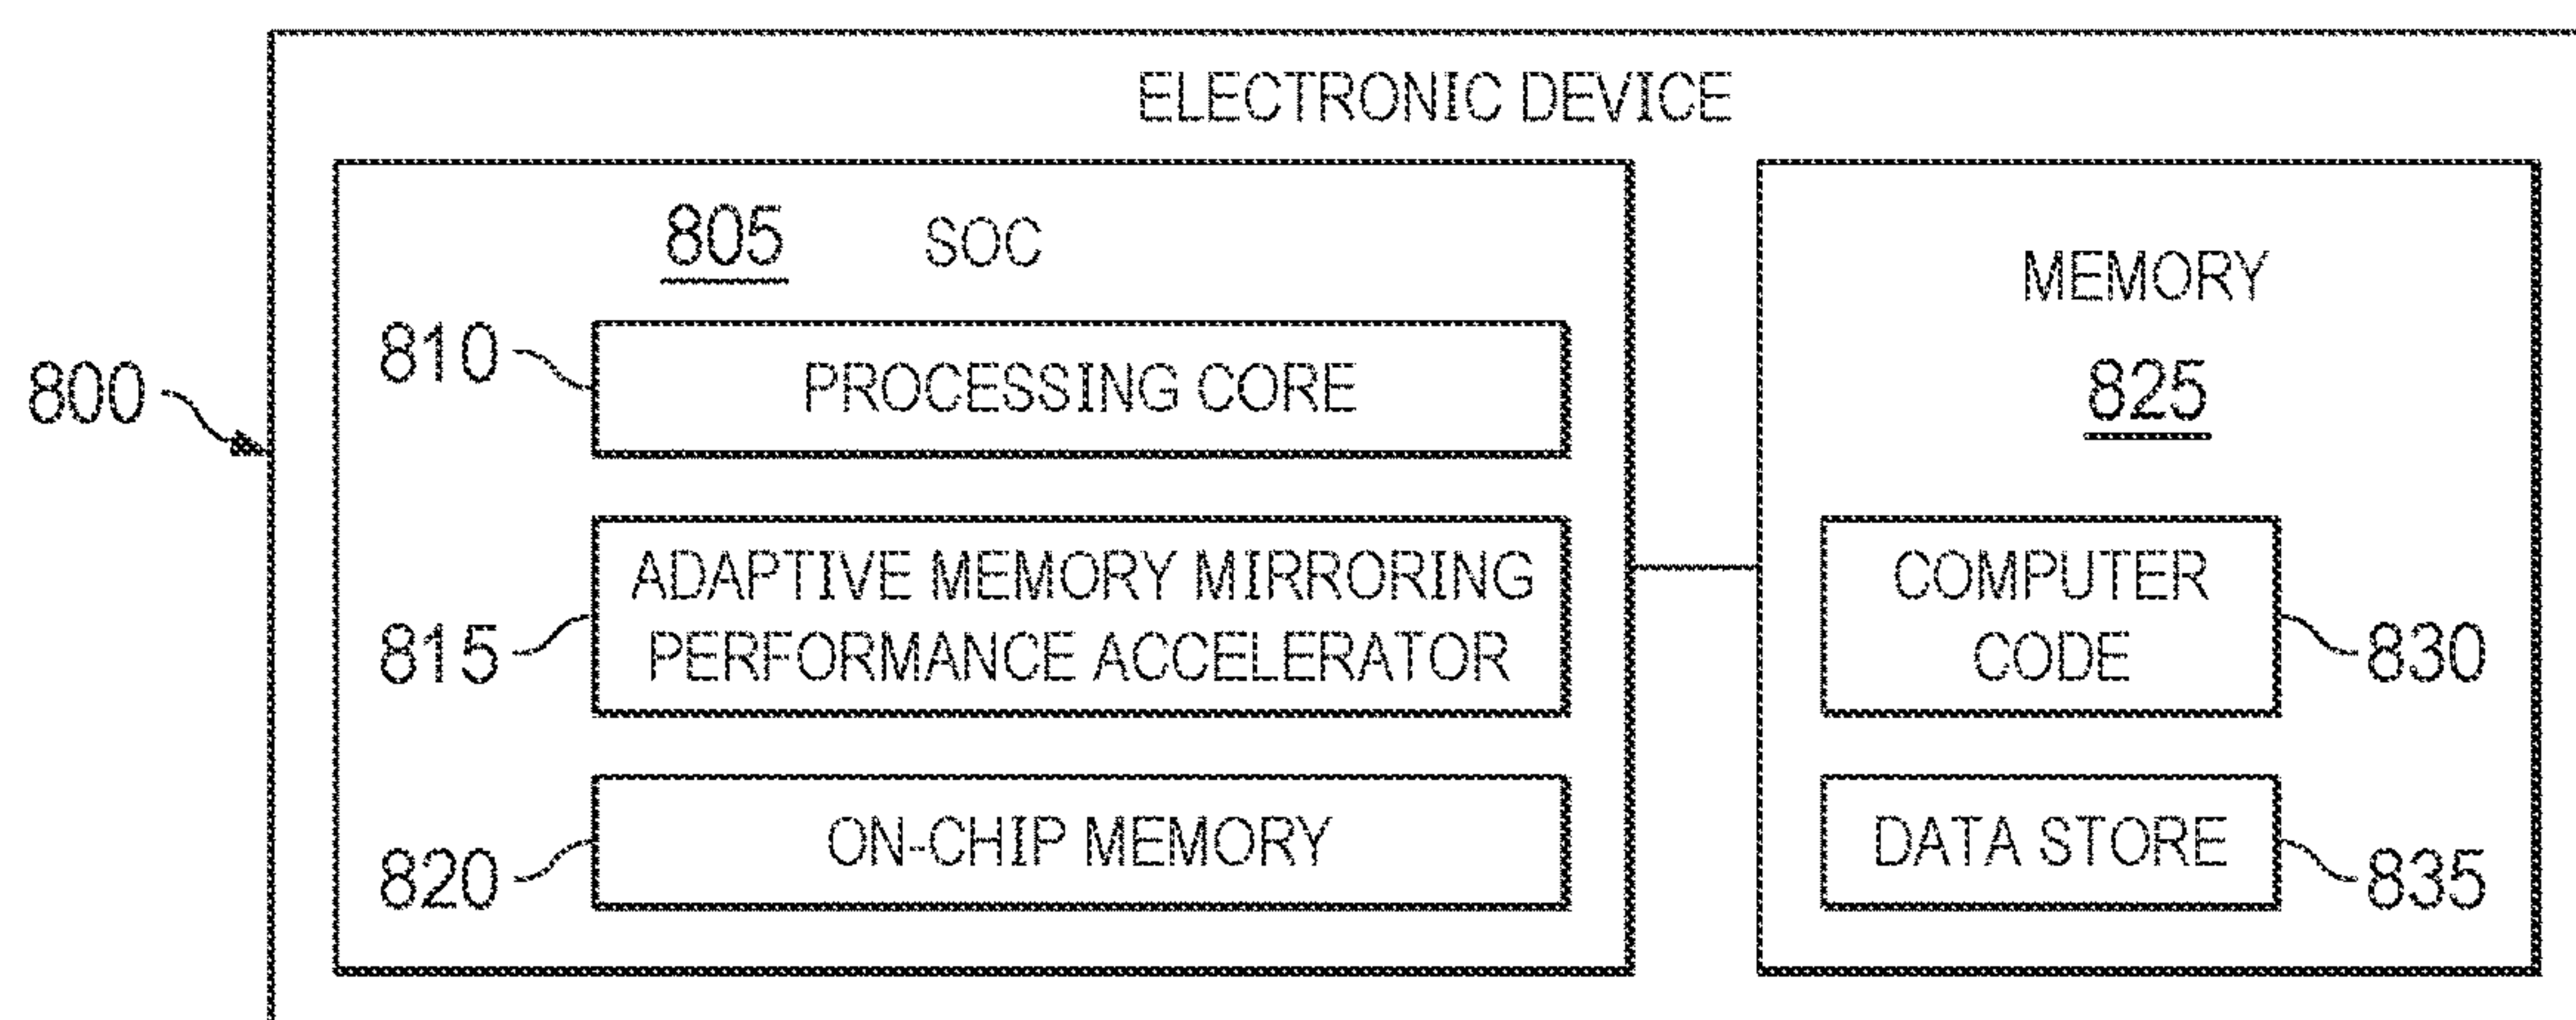 ELECTRONIC DEVICE
805 SOC
810
PROCESSING CORE
800
815
ADAPTIVE MEMORY MIRRORING
PERFORMANCE ACCELERATOR
820
ON-CHIP MEMORY
MEMORY
825
COMPUTER
CODE
830
DATA STORE
835